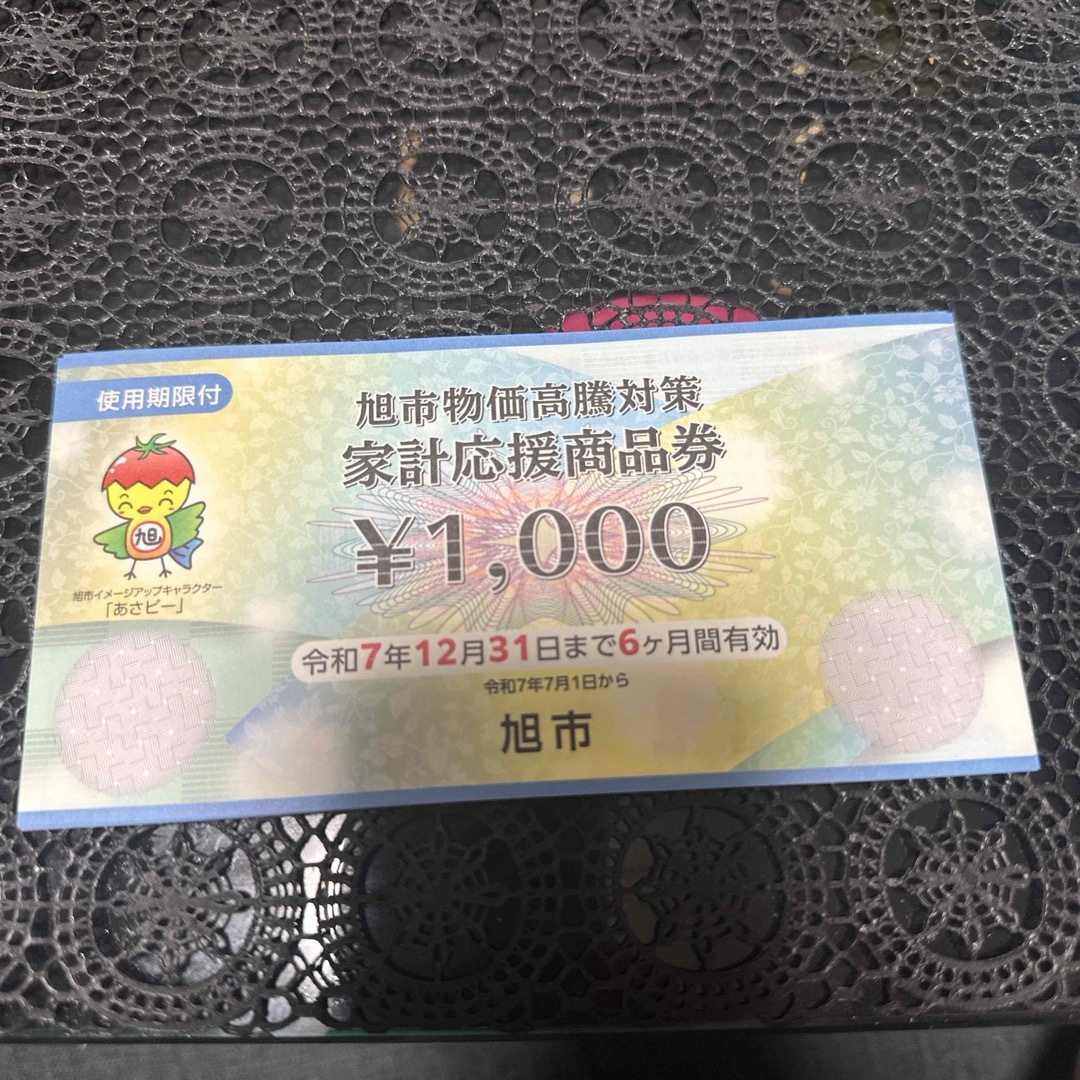 使用期限付
旭市物価高騰対策
家計応援商品券
¥1,000
旭
旭市イメージアップキャラクター
「あさピー」
令和7年12月31日まで6ヶ月間有効
令和7年7月1日から
旭市